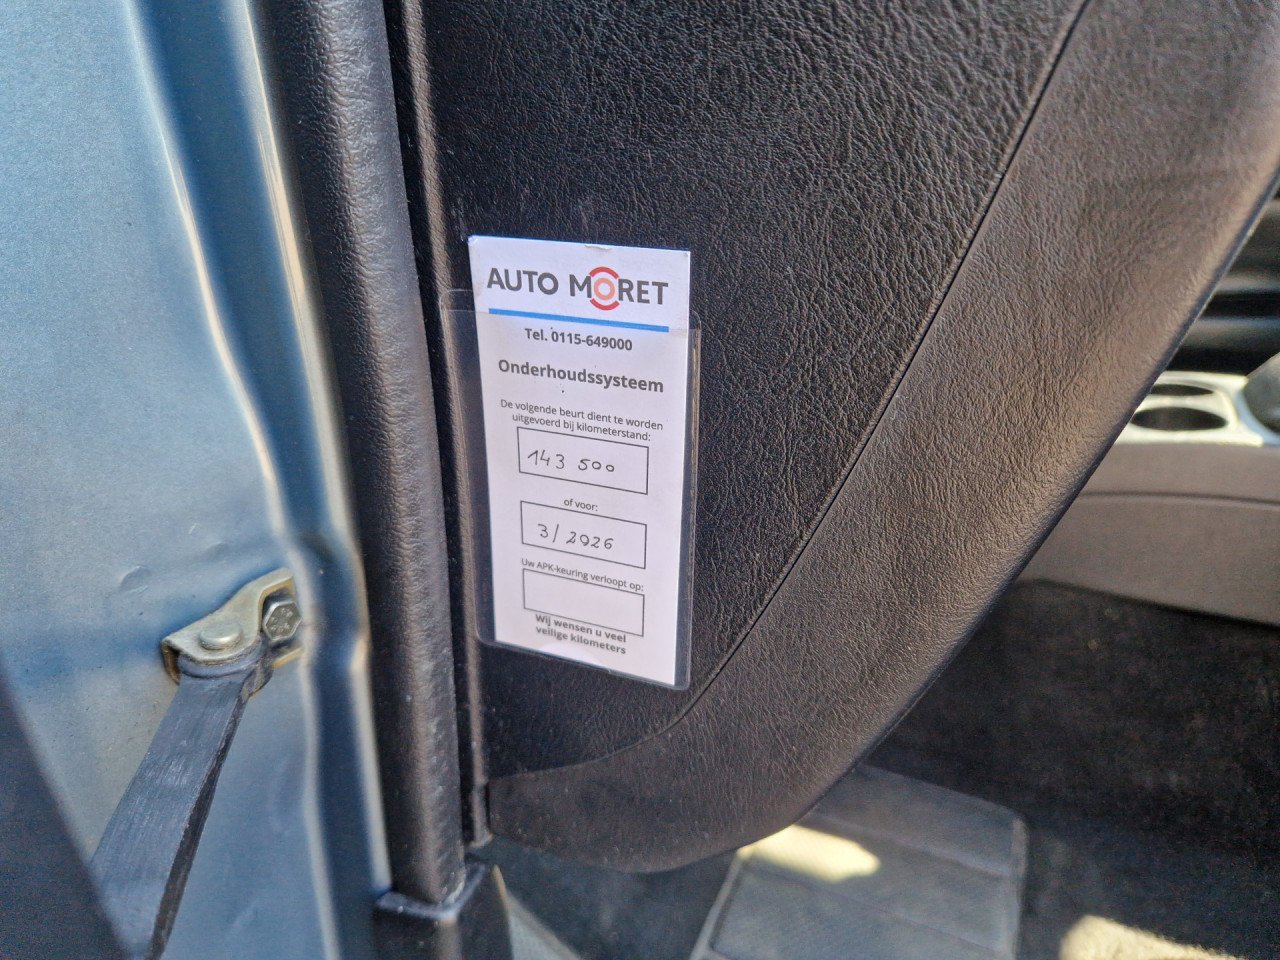 AUTO MORET
Tel. 0115-649000
Onderhoudssysteem
De volgende beurt dient te worden
uitgevoerd bij kilometerstand:
143 500
of voor:
3/2026
Uw APK-keuring verloopt op:
Wij wensen u veel
veilige kilometers